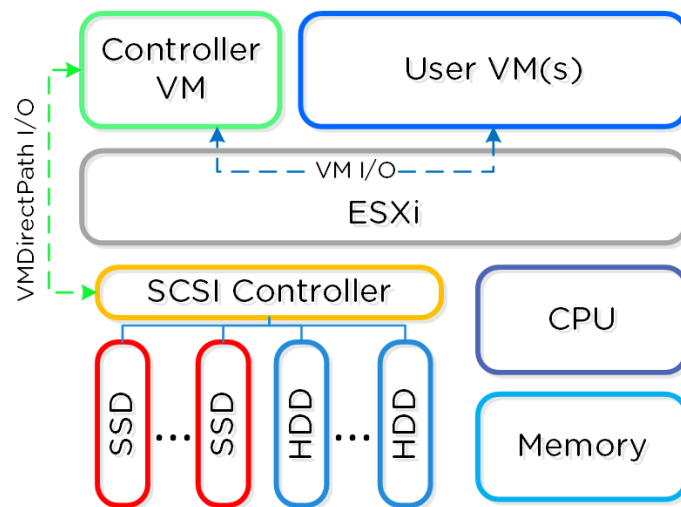 Controller
VM
User VM(s)
VMDirectPath I/O
VM I/O
ESXi
SCSI Controller
CPU
SSD
...
SSD
HDD
...
HDD
Memory